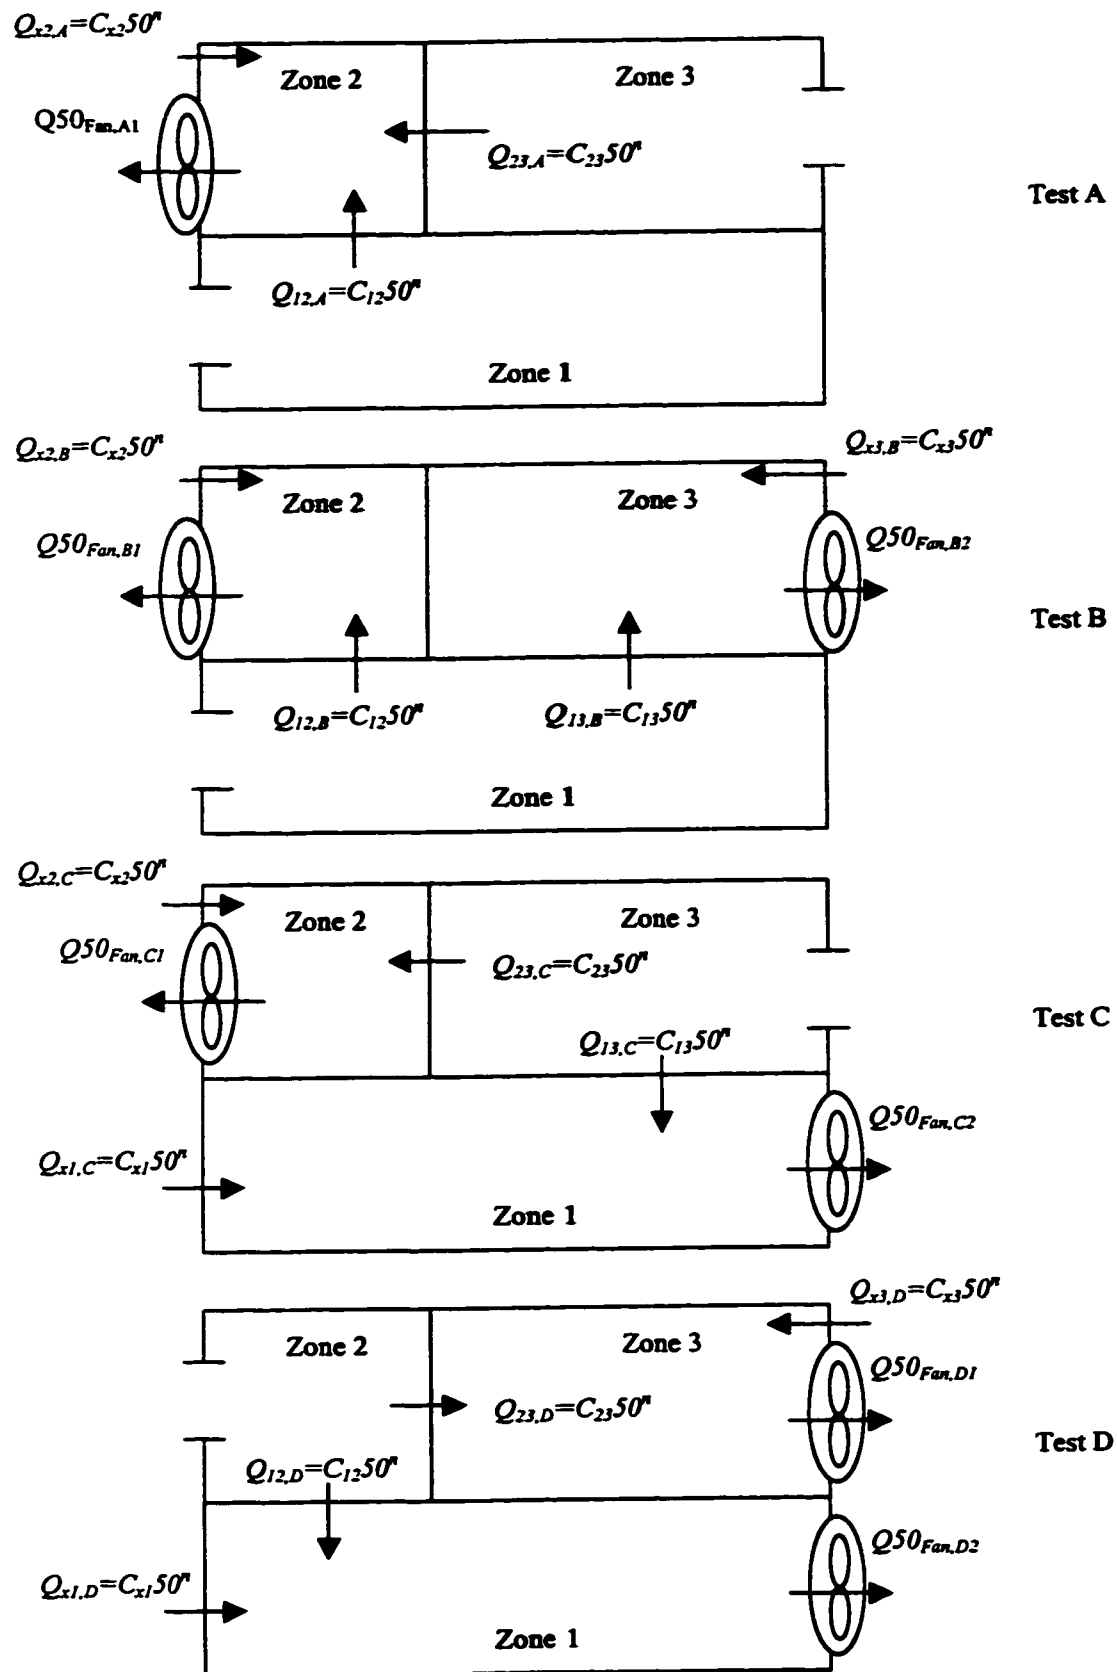 Q_{x2,A}=C_{x2}50^n
Zone 2
Zone 3
Q50_{Fan,A1}
Q_{23,A}=C_{23}50^n
Test A
Q_{12,A}=C_{12}50^n
Zone 1
Q_{x2,B}=C_{x2}50^n
Q_{x3,B}=C_{x3}50^n
Zone 2
Zone 3
Q50_{Fan,B1}
Q50_{Fan,B2}
Test B
Q_{12,B}=C_{12}50^n
Q_{13,B}=C_{13}50^n
Zone 1
Q_{x2,C}=C_{x2}50^n
Zone 2
Zone 3
Q50_{Fan,C1}
Q_{23,C}=C_{23}50^n
Test C
Q_{13,C}=C_{13}50^n
Q50_{Fan,C2}
Q_{x1,C}=C_{x1}50^n
Zone 1
Q_{x3,D}=C_{x3}50^n
Zone 2
Zone 3
Q50_{Fan,D1}
Q_{23,D}=C_{23}50^n
Test D
Q_{12,D}=C_{12}50^n
Q50_{Fan,D2}
Q_{x1,D}=C_{x1}50^n
Zone 1